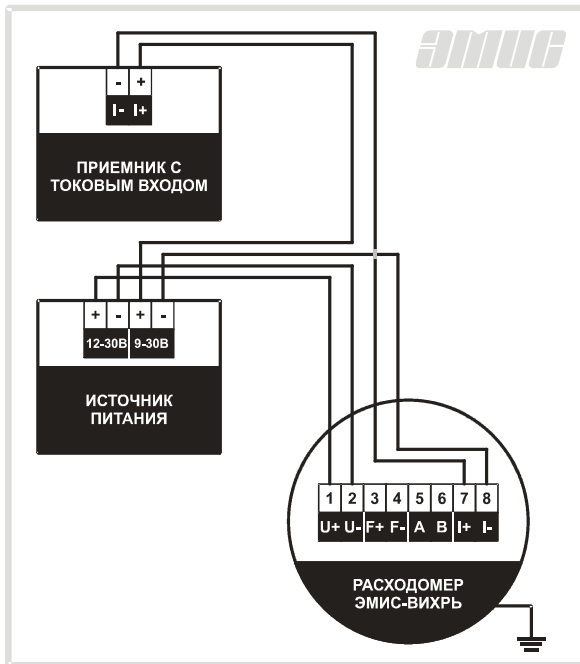 ЭМИС
- +
I- I+
ПРИЕМНИК С
ТОКОВЫМ ВХОДОМ
+ - + -
12-30В 9-30В
ИСТОЧНИК
ПИТАНИЯ
1 2 3 4 5 6 7 8
U+ U- F+ F- A B I+ I-
РАСХОДОМЕР
ЭМИС-ВИХРЬ